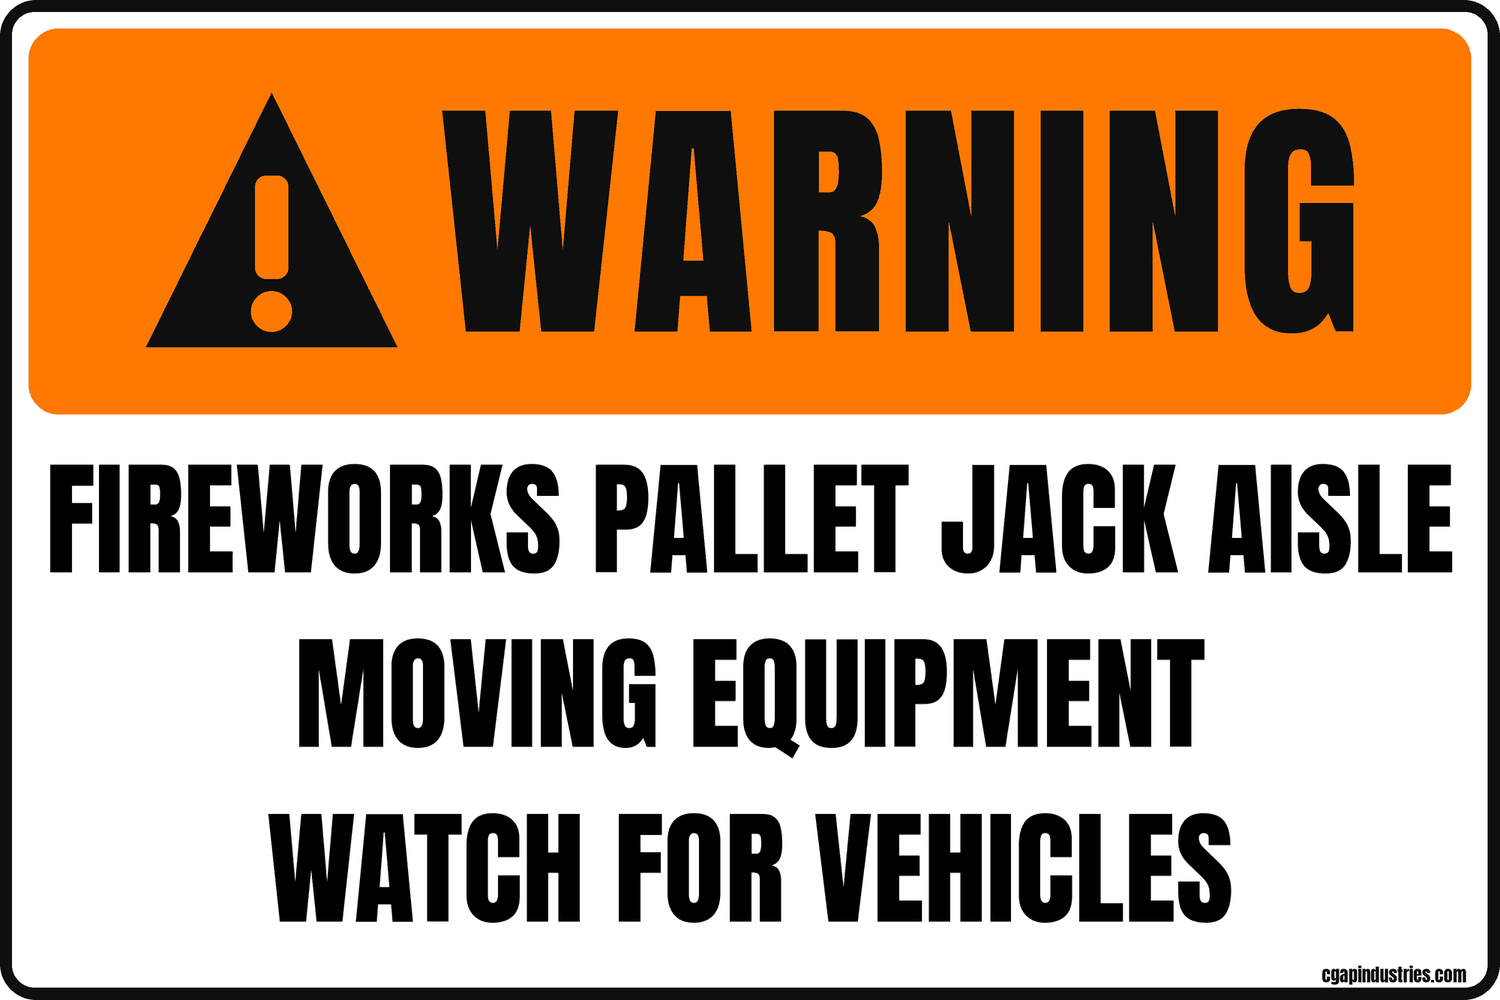 WARNING
FIREWORKS PALLET JACK AISLE
MOVING EQUIPMENT
WATCH FOR VEHICLES
cgapindustries.com